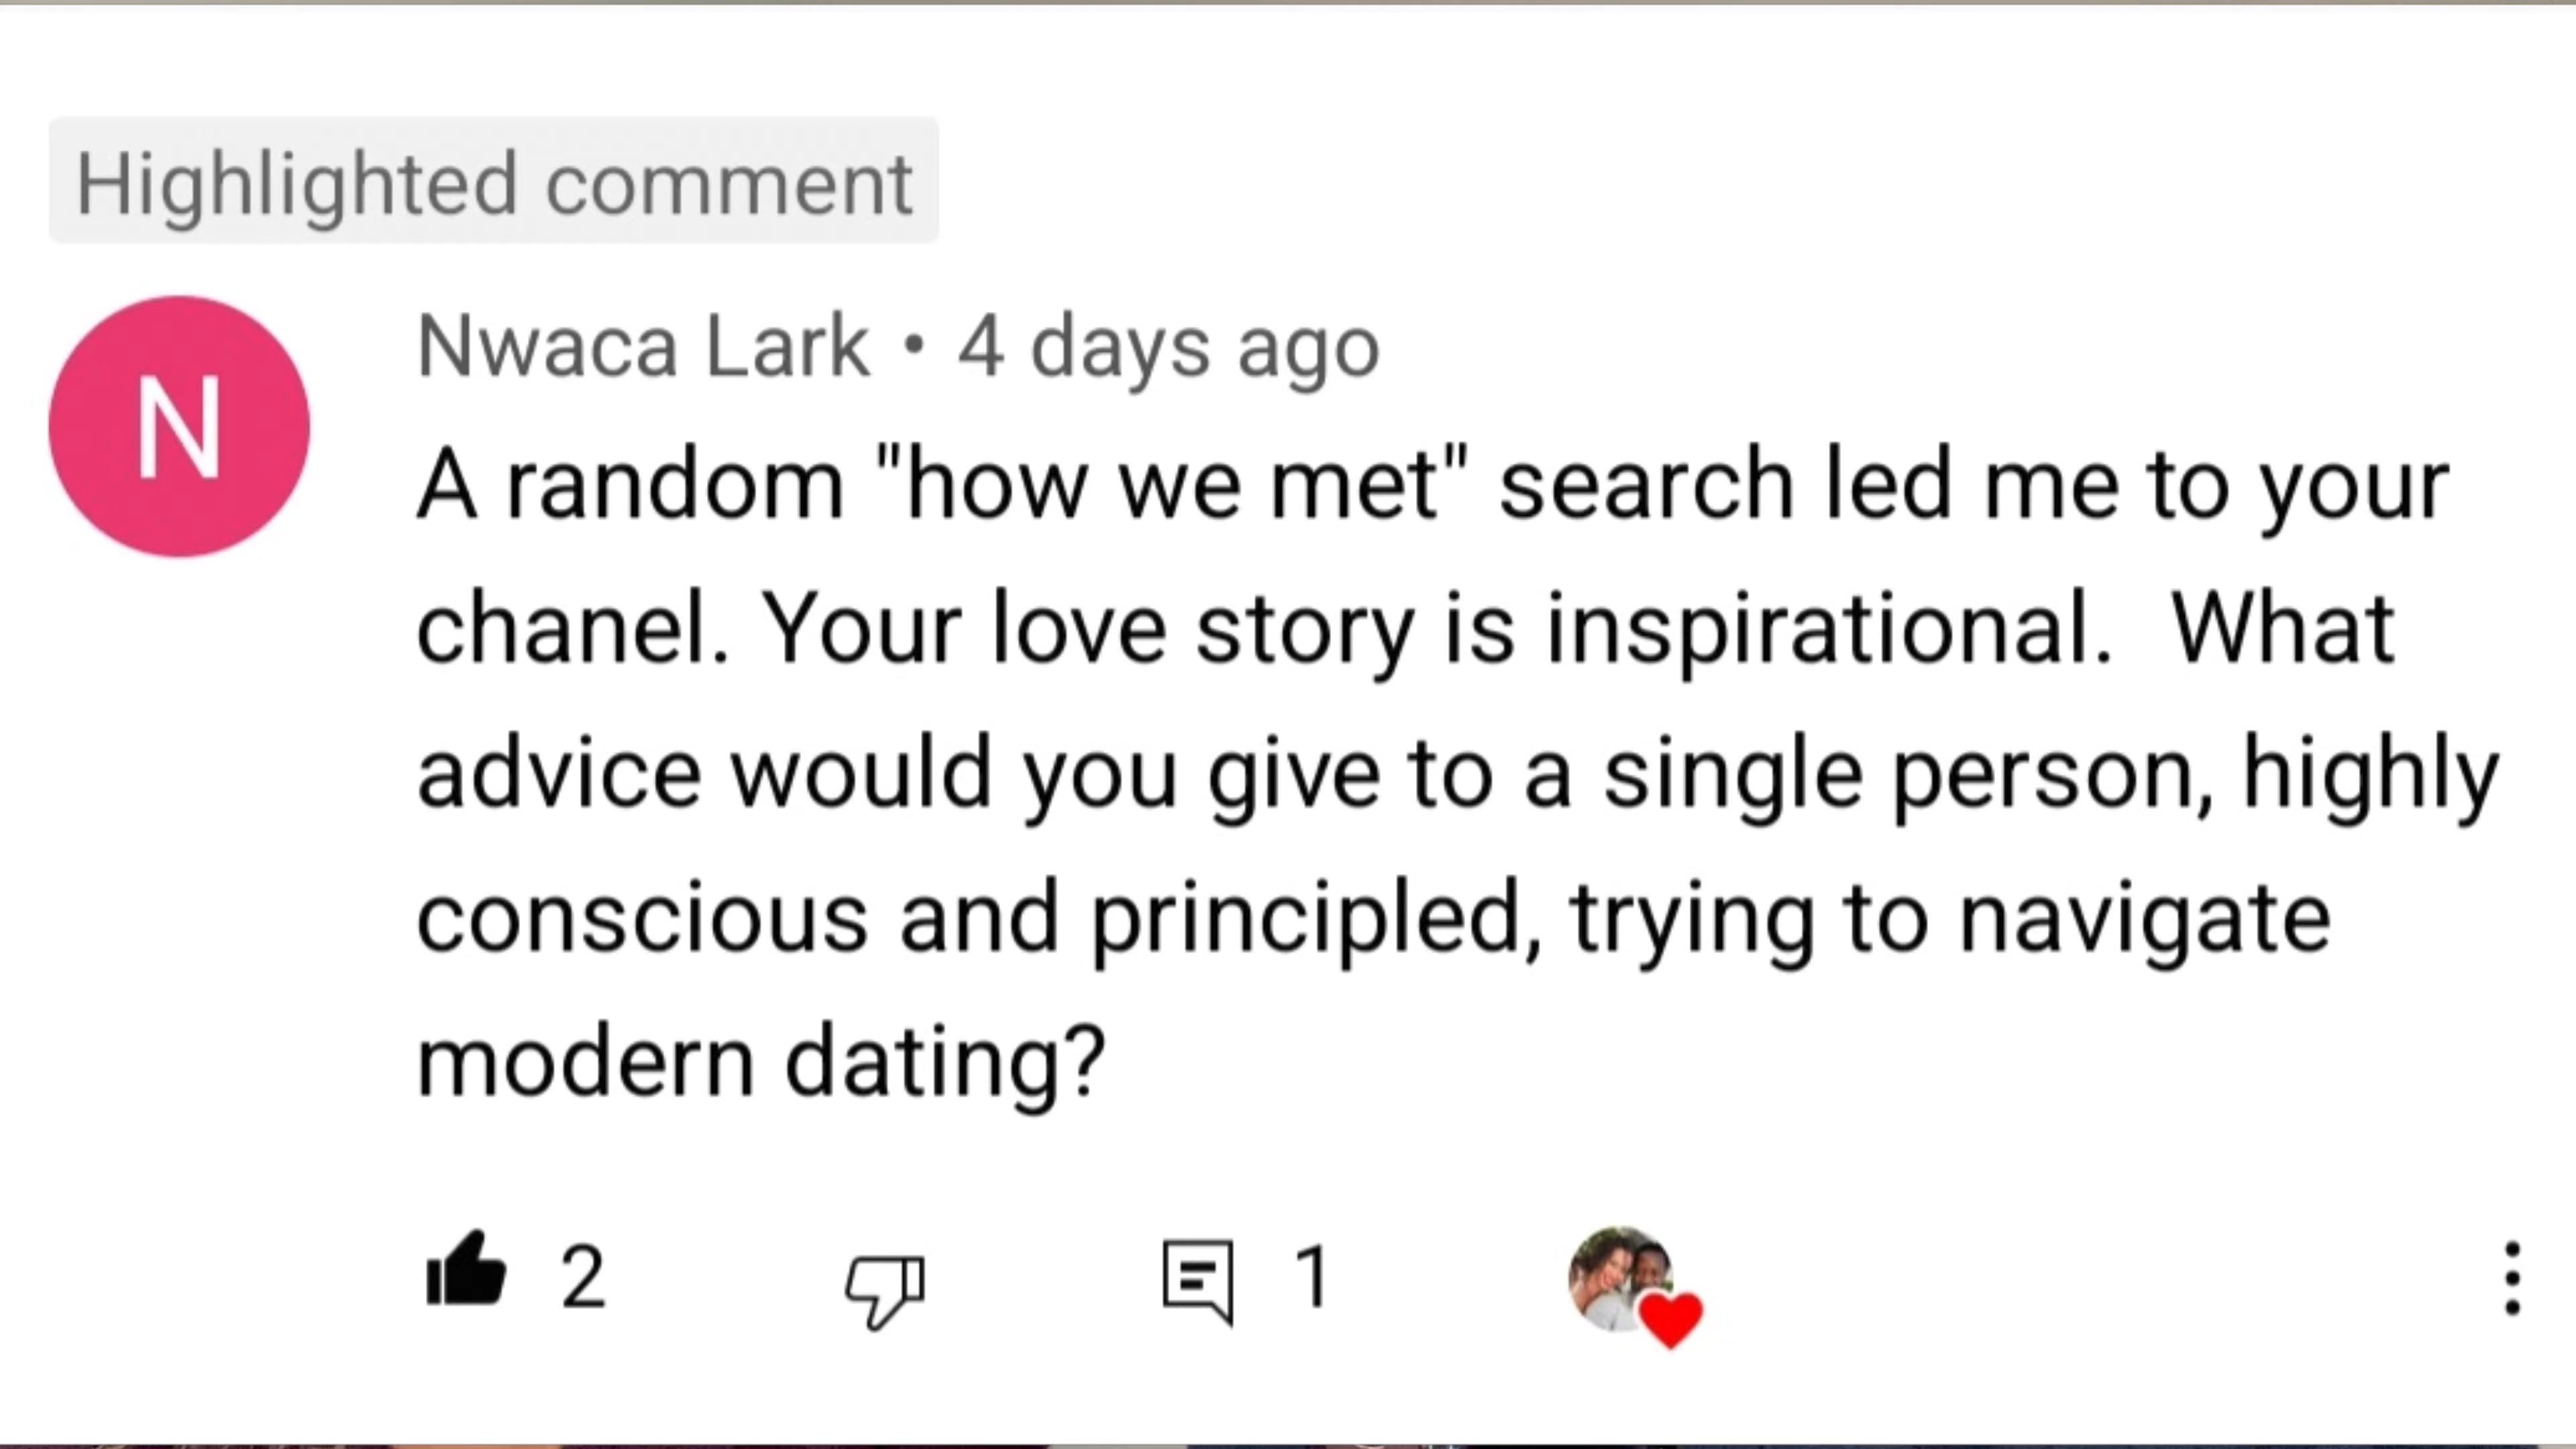 Highlighted comment
N
Nwaca Lark • 4 days ago
A random "how we met" search led me to your
chanel. Your love story is inspirational.  What
advice would you give to a single person, highly
conscious and principled, trying to navigate
modern dating?
2
1